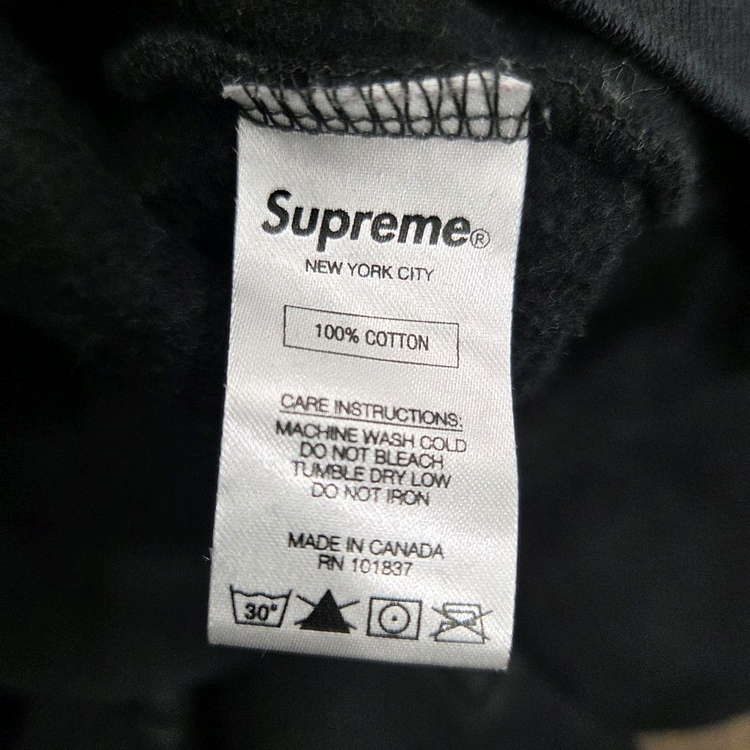 Supreme®
NEW YORK CITY
100% COTTON
CARE INSTRUCTIONS:
MACHINE WASH COLD
DO NOT BLEACH
TUMBLE DRY LOW
DO NOT IRON
MADE IN CANADA
RN 101837
30°